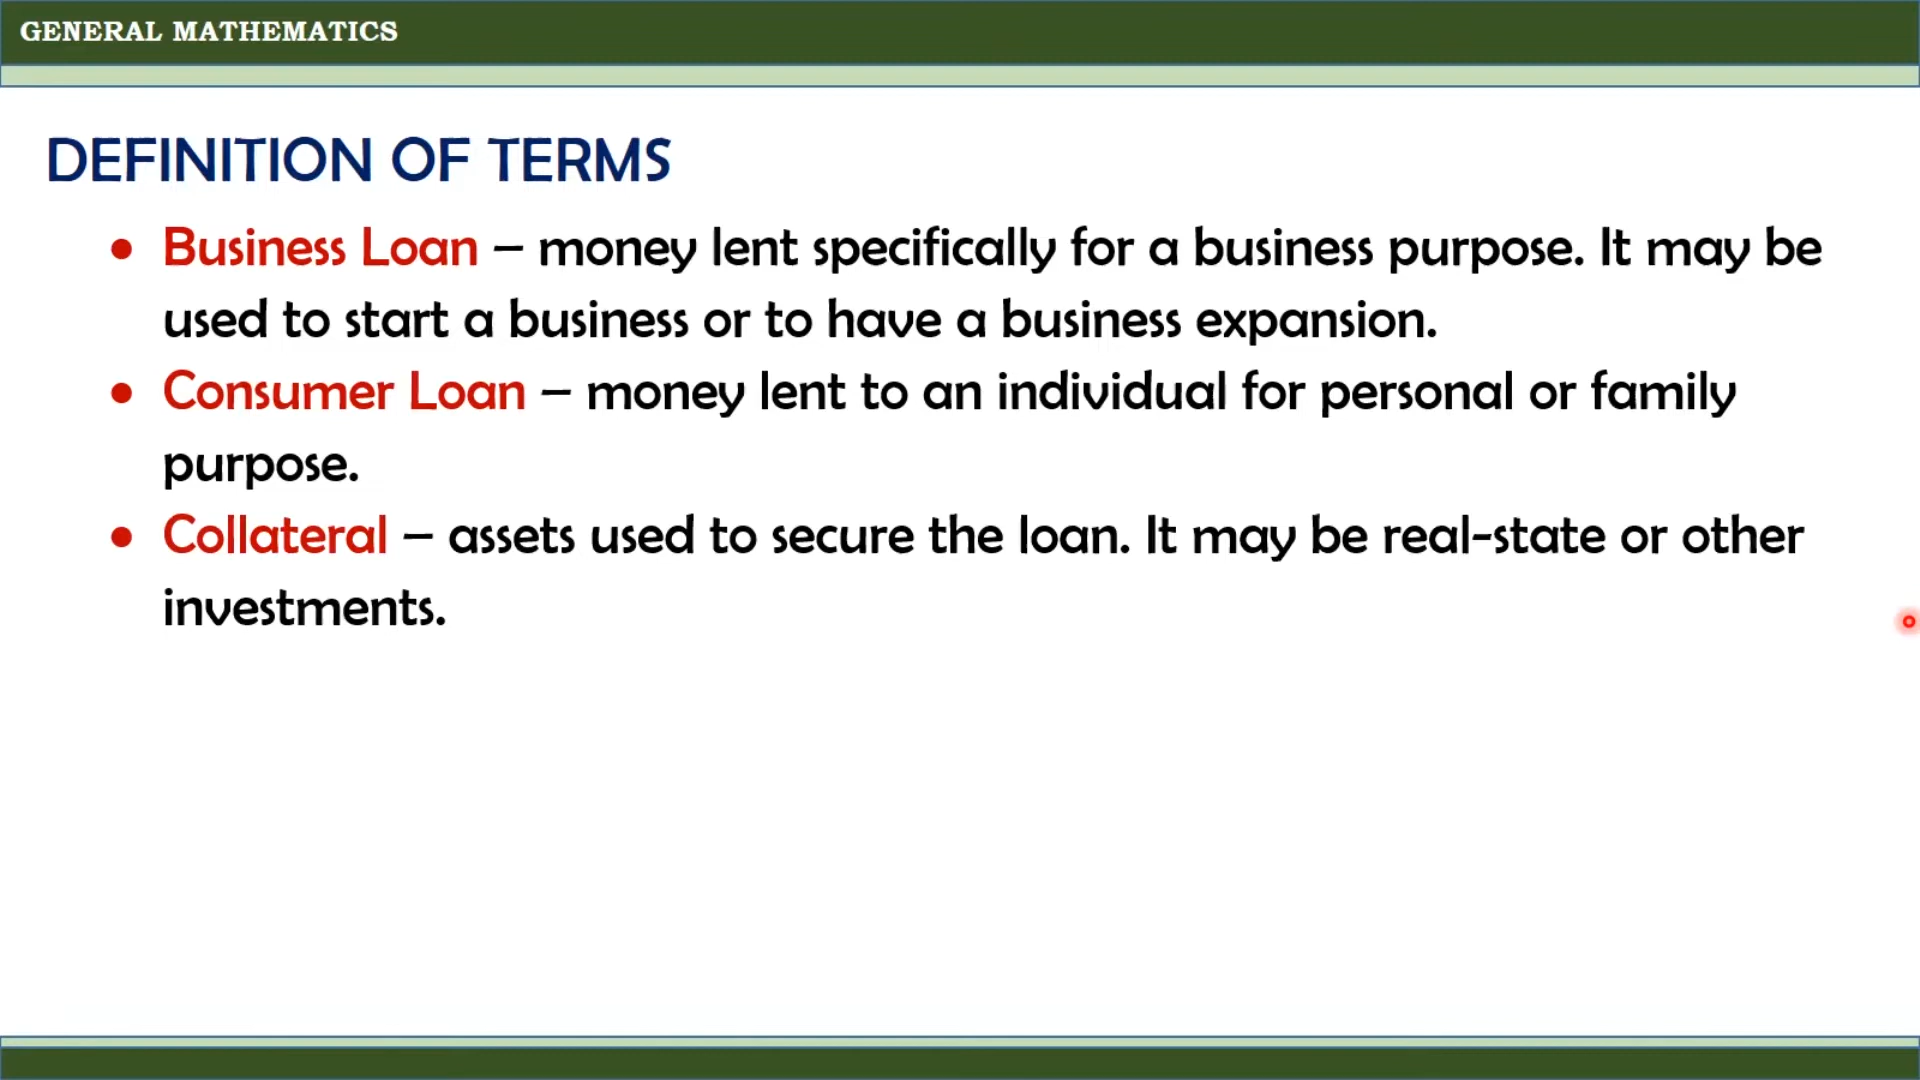 GENERAL MATHEMATICS
DEFINITION OF TERMS
• Business Loan – money lent specifically for a business purpose. It may be
used to start a business or to have a business expansion.
• Consumer Loan – money lent to an individual for personal or family
purpose.
• Collateral – assets used to secure the loan. It may be real-state or other
investments.